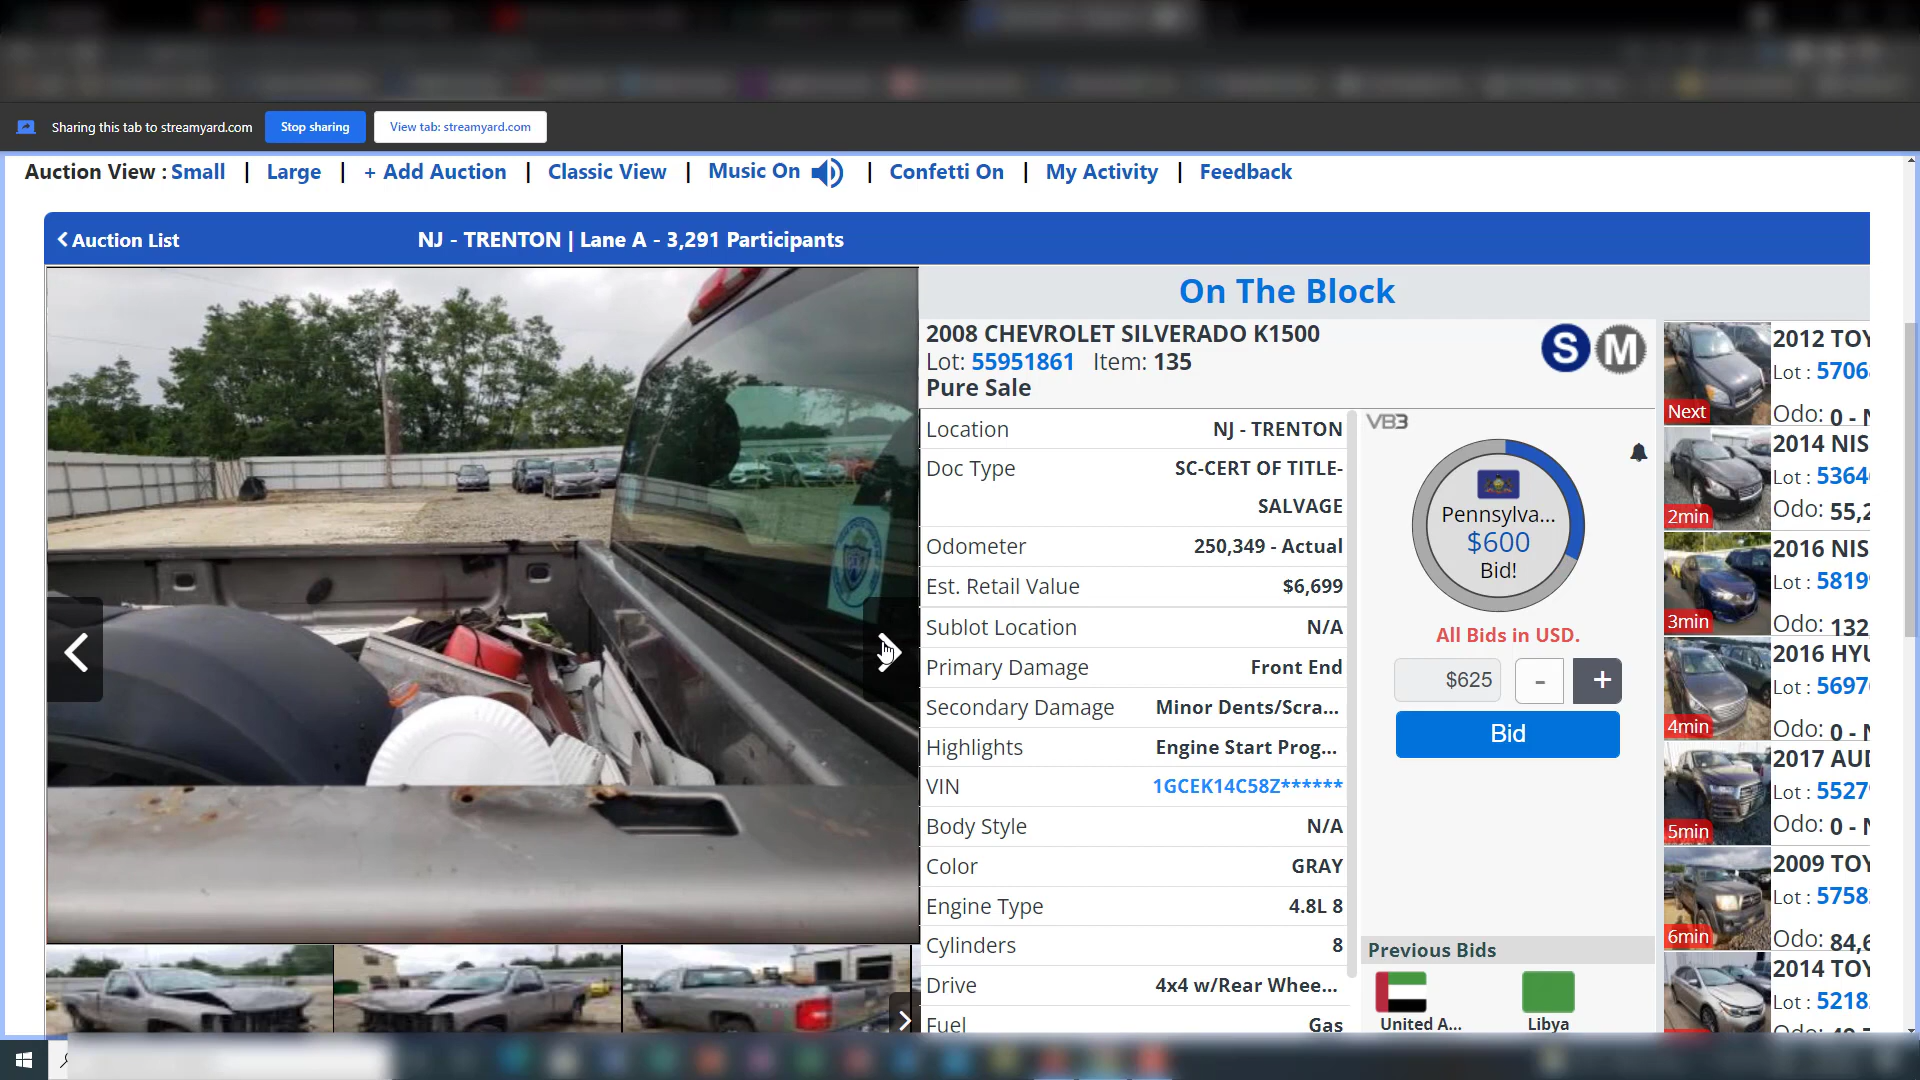 Sharing this tab to streamyard.com
Stop sharing
View tab: streamyard.com
Auction View : Small | Large | + Add Auction | Classic View | Music On | Confetti On | My Activity | Feedback
Auction List
NJ - TRENTON | Lane A - 3,291 Participants
On The Block
2008 CHEVROLET SILVERADO K1500
Lot: 55951861 Item: 135
Pure Sale
S M
Location NJ - TRENTON
Doc Type SC-CERT OF TITLE-
SALVAGE
Odometer 250,349 - Actual
Est. Retail Value $6,699
Sublot Location N/A
Primary Damage Front End
Secondary Damage Minor Dents/Scra...
Highlights Engine Start Prog...
VIN 1GCEK14C58Z******
Body Style N/A
Color GRAY
Engine Type 4.8L 8
Cylinders 8
Drive 4x4 w/Rear Whee...
Fuel Gas
VB3
Pennsylva...
$600
Bid!
All Bids in USD.
$625 - +
Bid
Previous Bids
United A... Libya
2012 TOY
Lot : 5706
Next
Odo: 0 - N
2014 NIS
Lot : 5364
2min
Odo: 55,2
2016 NIS
Lot : 5819
3min
Odo: 132
2016 HYU
Lot : 5697
4min
Odo: 0 - N
2017 AUD
Lot : 5527
5min
Odo: 0 - N
2009 TOY
Lot : 5758
6min
Odo: 84,6
2014 TOY
Lot : 5218